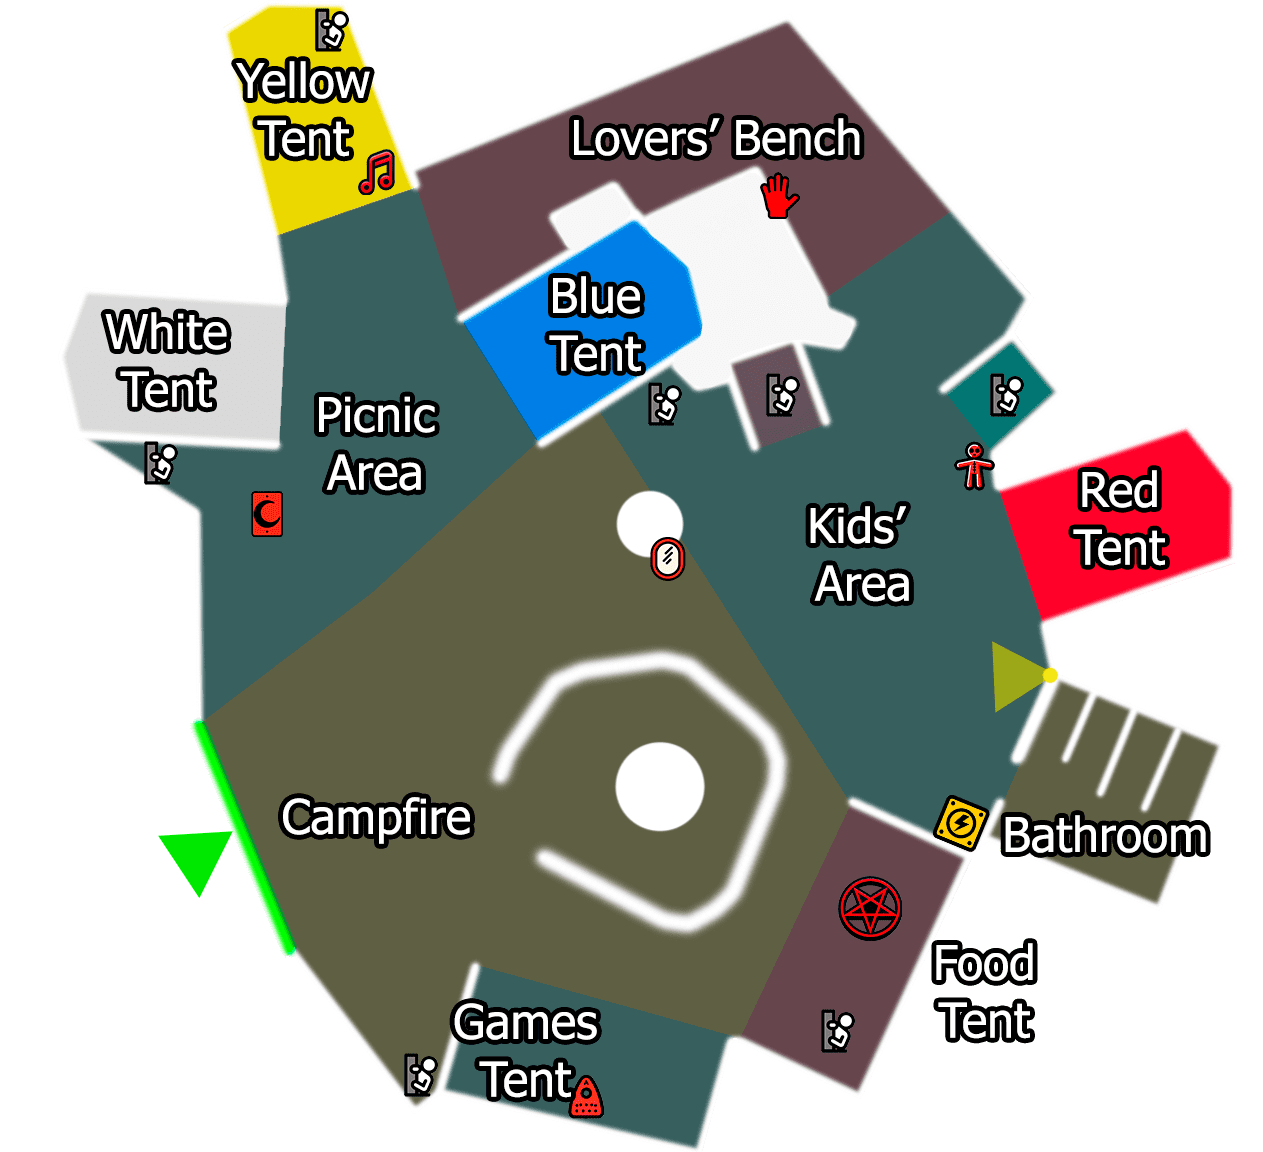 Yellow
Tent
Lovers’ Bench
White
Tent
Blue
Tent
Picnic
Area
Red
Tent
Kids’
Area
Campfire
Bathroom
Food
Tent
Games
Tent